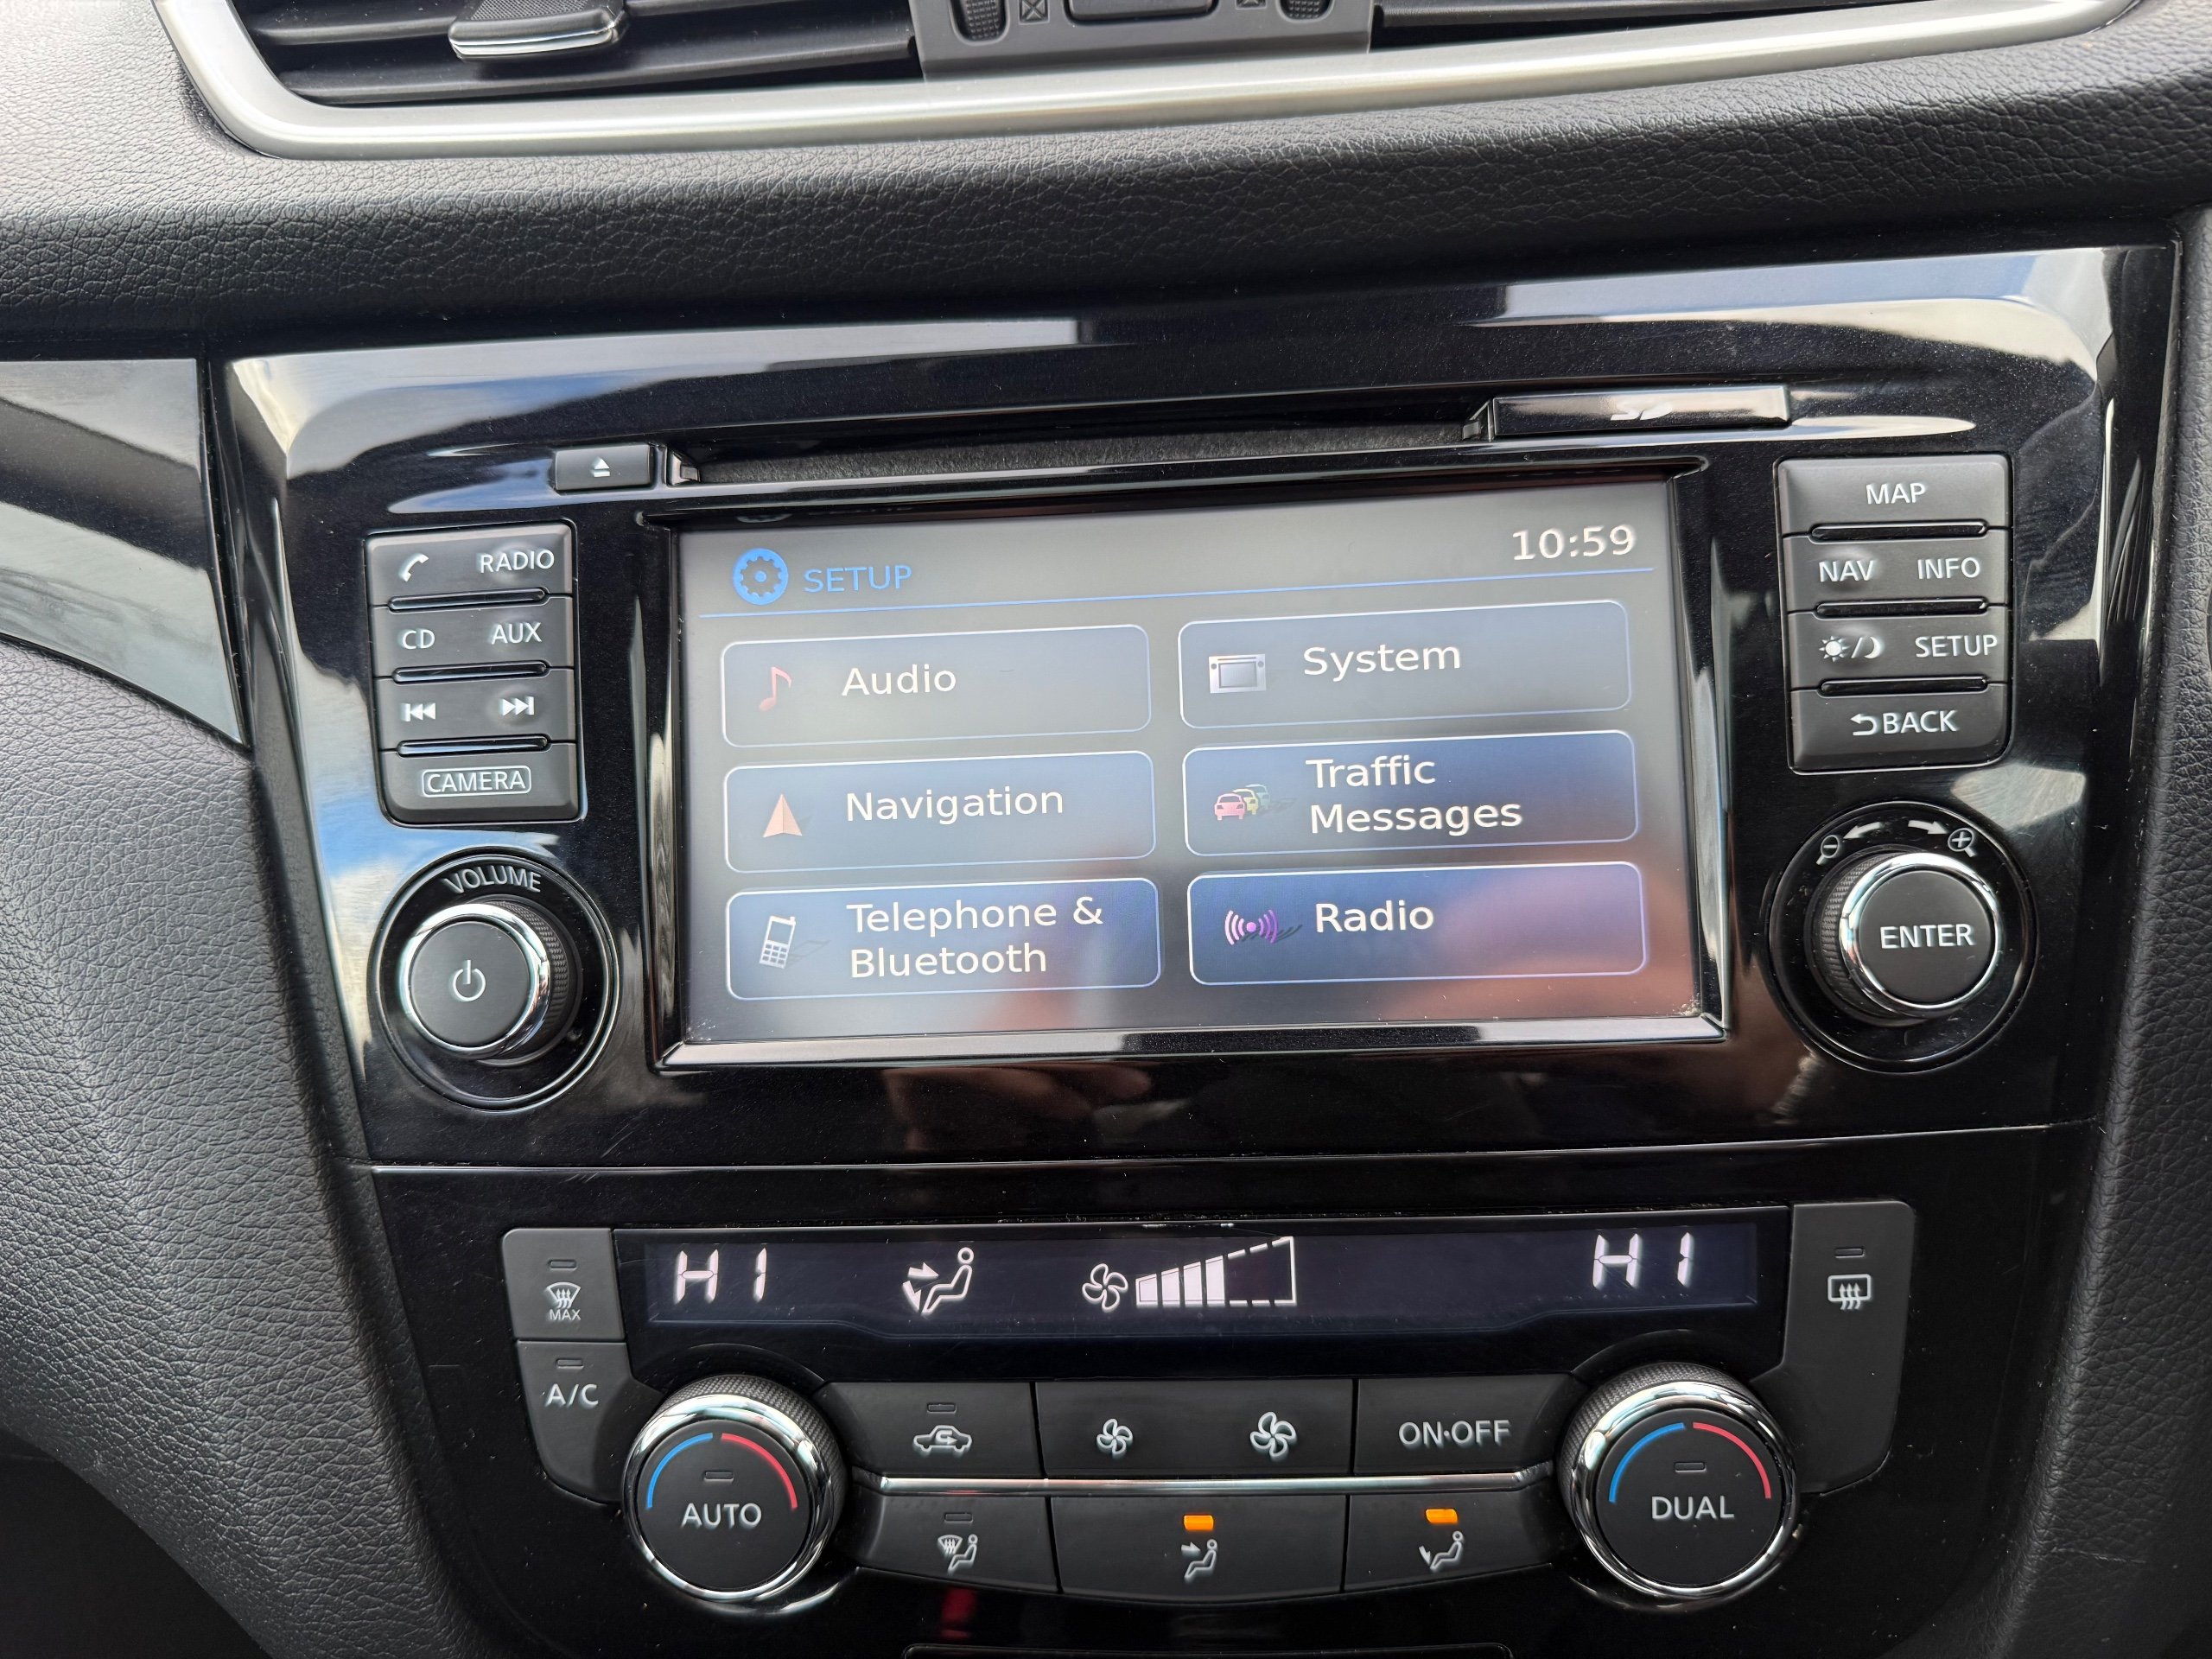 SD
MAP
RADIO
10:59
SETUP
NAV INFO
CD AUX
Audio
System
SETUP
BACK
CAMERA
Navigation
Traffic
Messages
VOLUME
Telephone &
Bluetooth
Radio
ENTER
HI
HI
MAX
A/C
ON•OFF
AUTO
DUAL